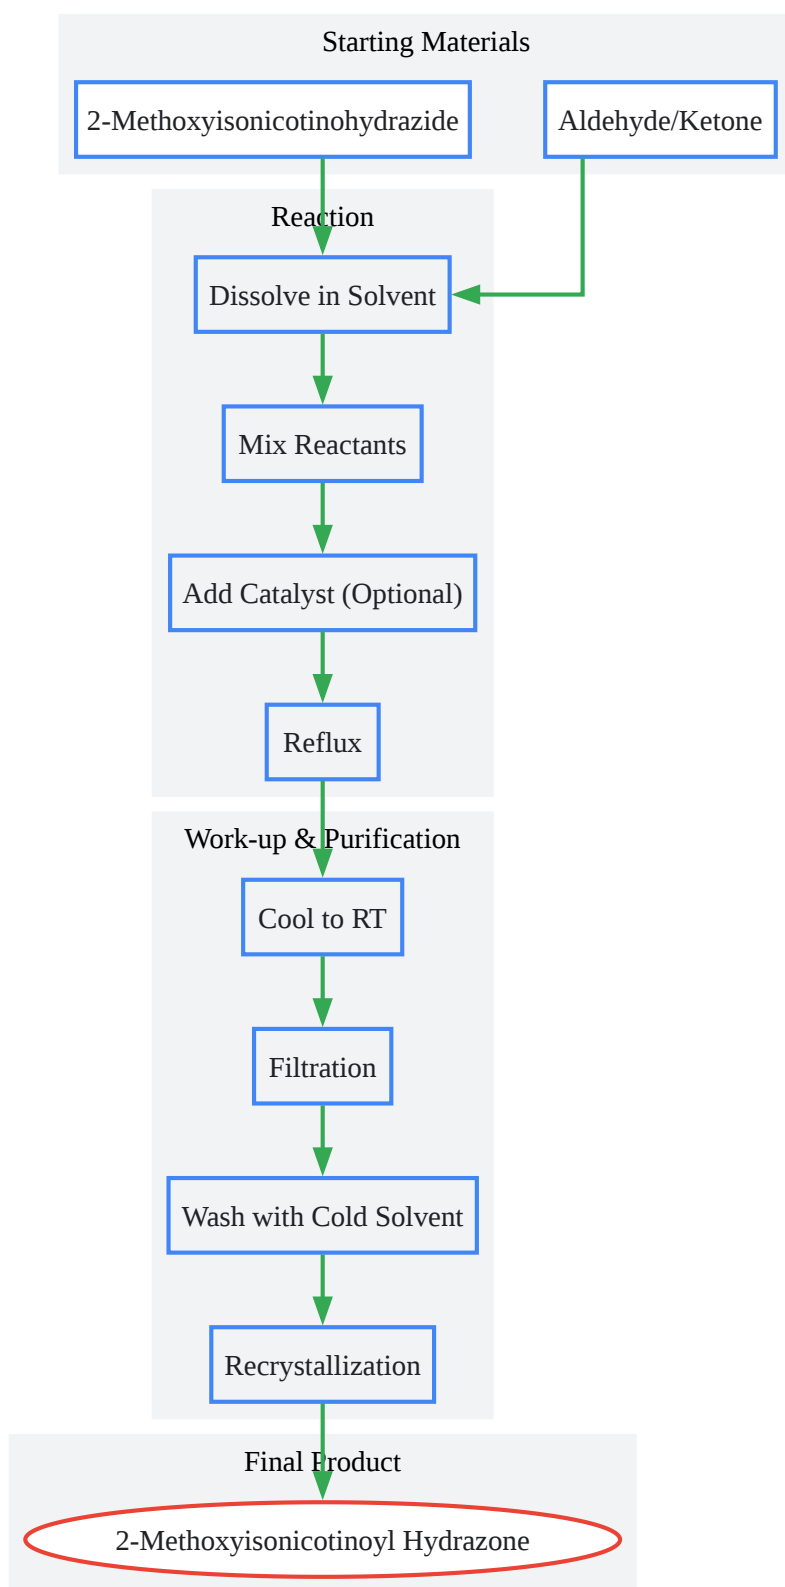 Starting Materials
2-Methoxyisonicotinohydrazide
Aldehyde/Ketone
Reaction
Dissolve in Solvent
Mix Reactants
Add Catalyst (Optional)
Reflux
Work-up & Purification
Cool to RT
Filtration
Wash with Cold Solvent
Recrystallization
Final Product
2-Methoxyisonicotinoyl Hydrazone